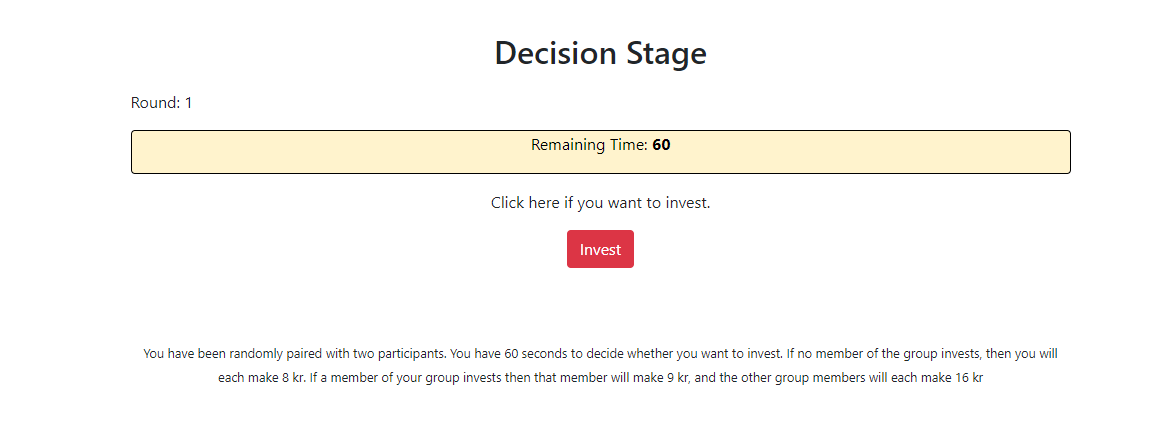 Decision Stage
Round: 1
Remaining Time: 60
Click here if you want to invest.
Invest
You have been randomly paired with two participants. You have 60 seconds to decide whether you want to invest. If no member of the group invests, then you will
each make 8 kr. If a member of your group invests then that member will make 9 kr, and the other group members will each make 16 kr